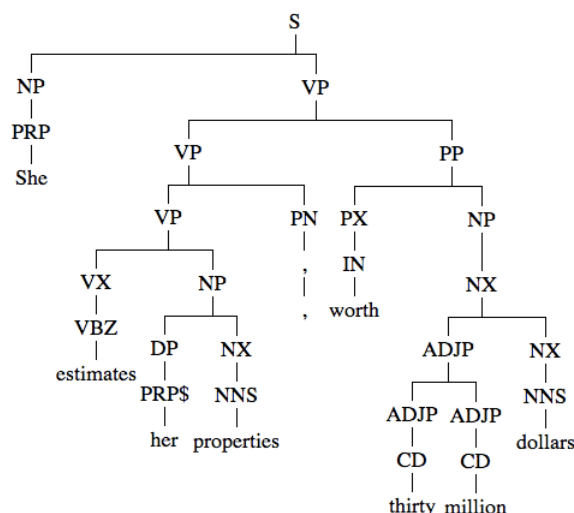 S
NP VP
PRP VP PP
She
VP PN PX NP
VX NP , IN NX
VBZ DP NX , worth ADJP NX
estimates PRP$ NNS ADJP ADJP NNS
her properties CD CD dollars
thirty million